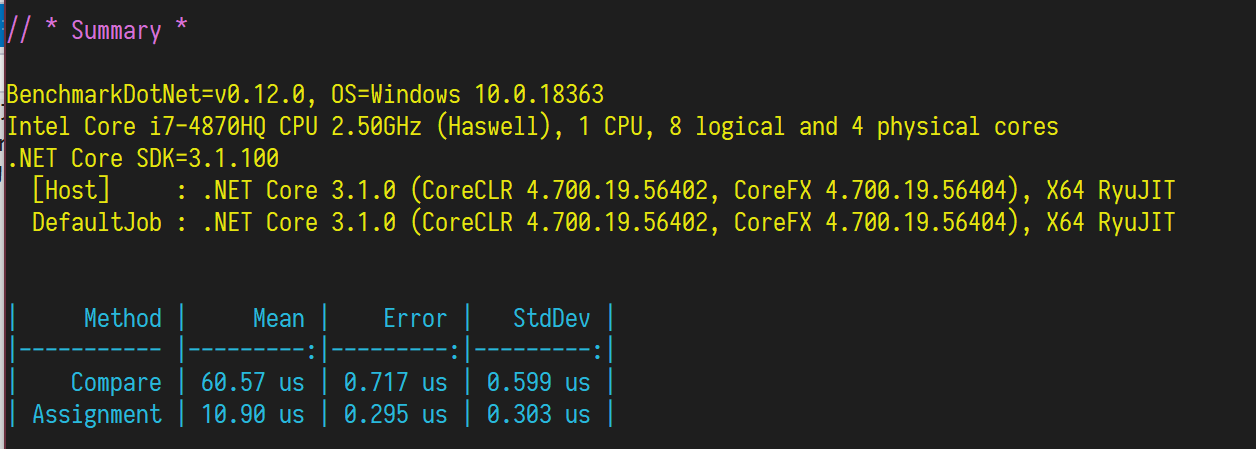 // * Summary *
BenchmarkDotNet=v0.12.0, OS=Windows 10.0.18363
Intel Core i7-4870HQ CPU 2.50GHz (Haswell), 1 CPU, 8 logical and 4 physical cores
.NET Core SDK=3.1.100
  [Host]     : .NET Core 3.1.0 (CoreCLR 4.700.19.56402, CoreFX 4.700.19.56404), X64 RyuJIT
  DefaultJob : .NET Core 3.1.0 (CoreCLR 4.700.19.56402, CoreFX 4.700.19.56404), X64 RyuJIT
|     Method |     Mean |    Error |   StdDev |
|----------- |---------:|---------:|---------:|
|    Compare | 60.57 us | 0.717 us | 0.599 us |
| Assignment | 10.90 us | 0.295 us | 0.303 us |